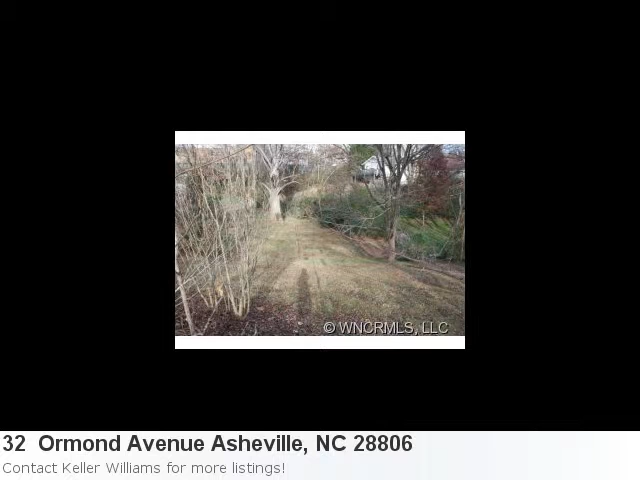 © WNCRMLS, LLC
32 Ormond Avenue Asheville, NC 28806
Contact Keller Williams for more listings!